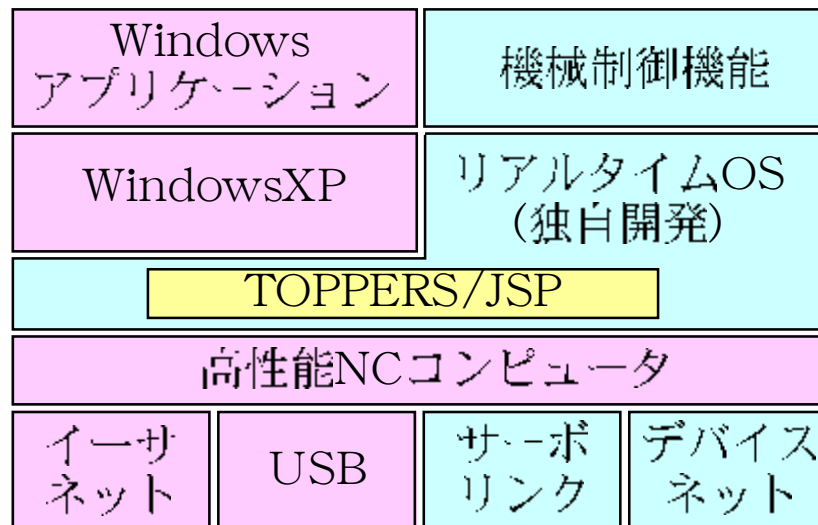 Windows
アプリケーション
機械制御機能
WindowsXP
リアルタイムOS
(独自開発)
TOPPERS/JSP
高性能NCコンピュータ
イーサ
ネット
USB
サーボ
リンク
デバイス
ネット